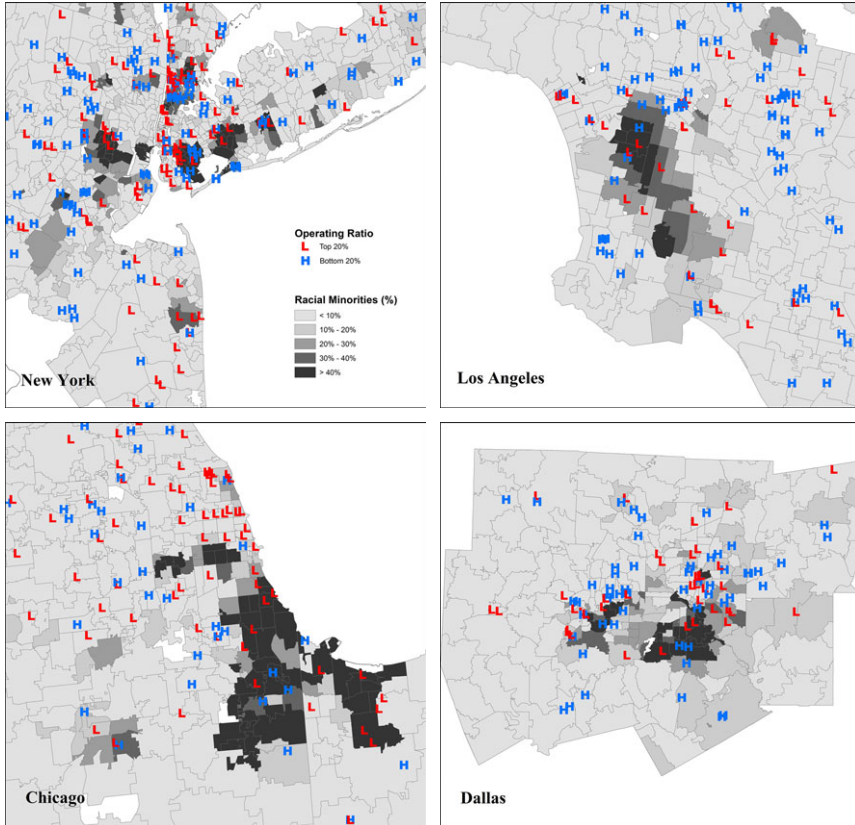 Operating Ratio
L Top 20%
H Bottom 20%
Racial Minorities (%)
< 10%
10% - 20%
20% - 30%
30% - 40%
> 40%
New York
Los Angeles
Chicago
Dallas